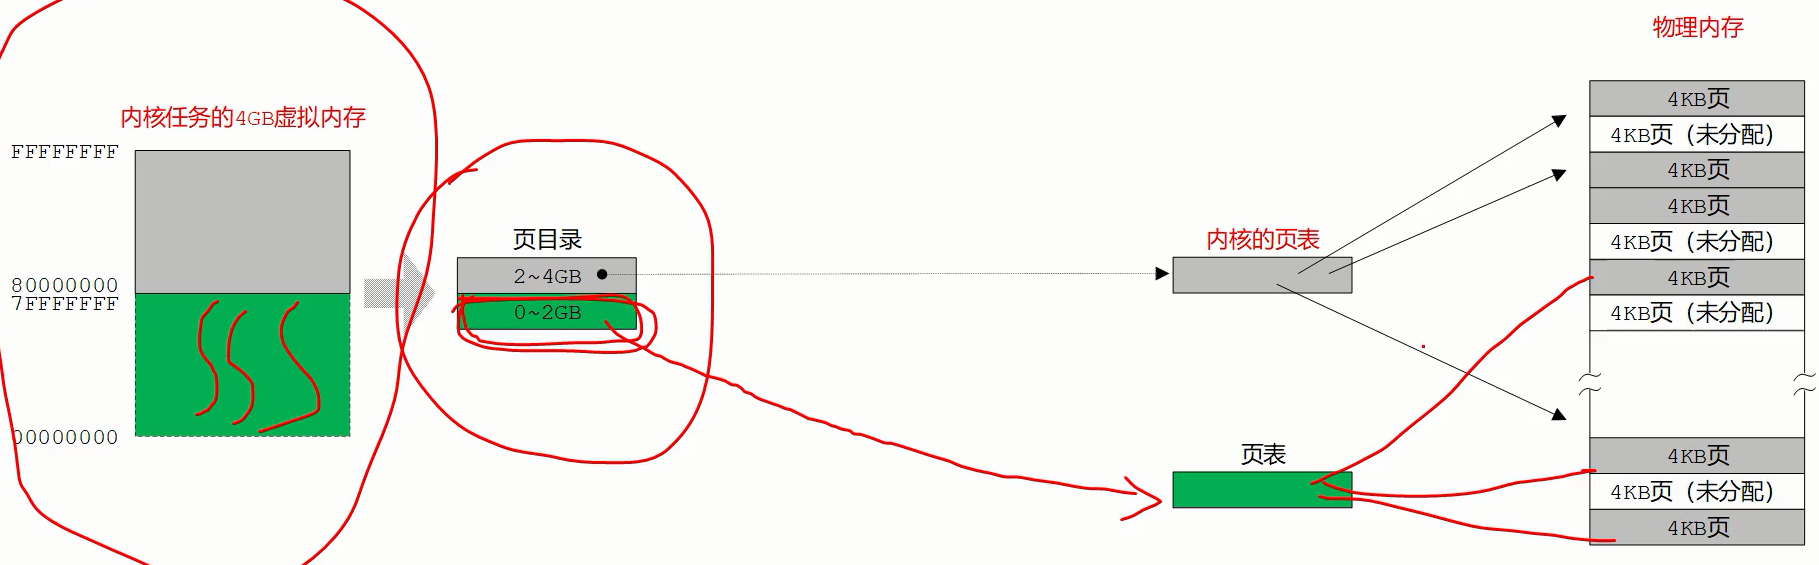 物理内存
内核任务的4GB虚拟内存
FFFFFFFF
80000000
7FFFFFFF
00000000
页目录
2~4GB
0~2GB
内核的页表
页表
4KB页
4KB页（未分配）
4KB页
4KB页
4KB页（未分配）
4KB页
4KB页（未分配）
4KB页
4KB页（未分配）
4KB页